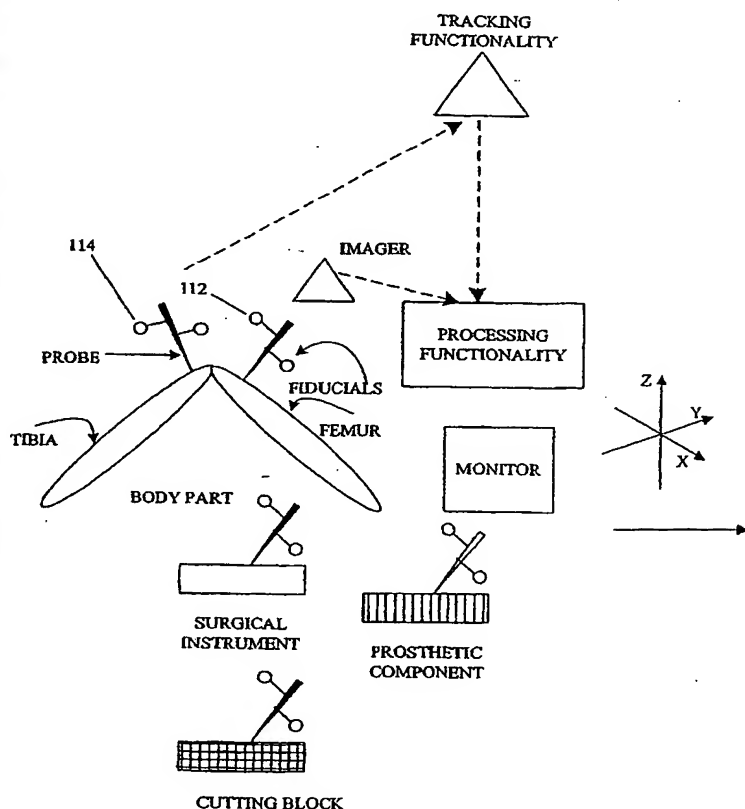 TRACKING
FUNCTIONALITY
114
IMAGER
112
PROCESSING
FUNCTIONALITY
PROBE
FIDUCIALS
Z
Y
X
TIBIA
FEMUR
MONITOR
BODY PART
SURGICAL
INSTRUMENT
PROSTHETIC
COMPONENT
CUTTING BLOCK